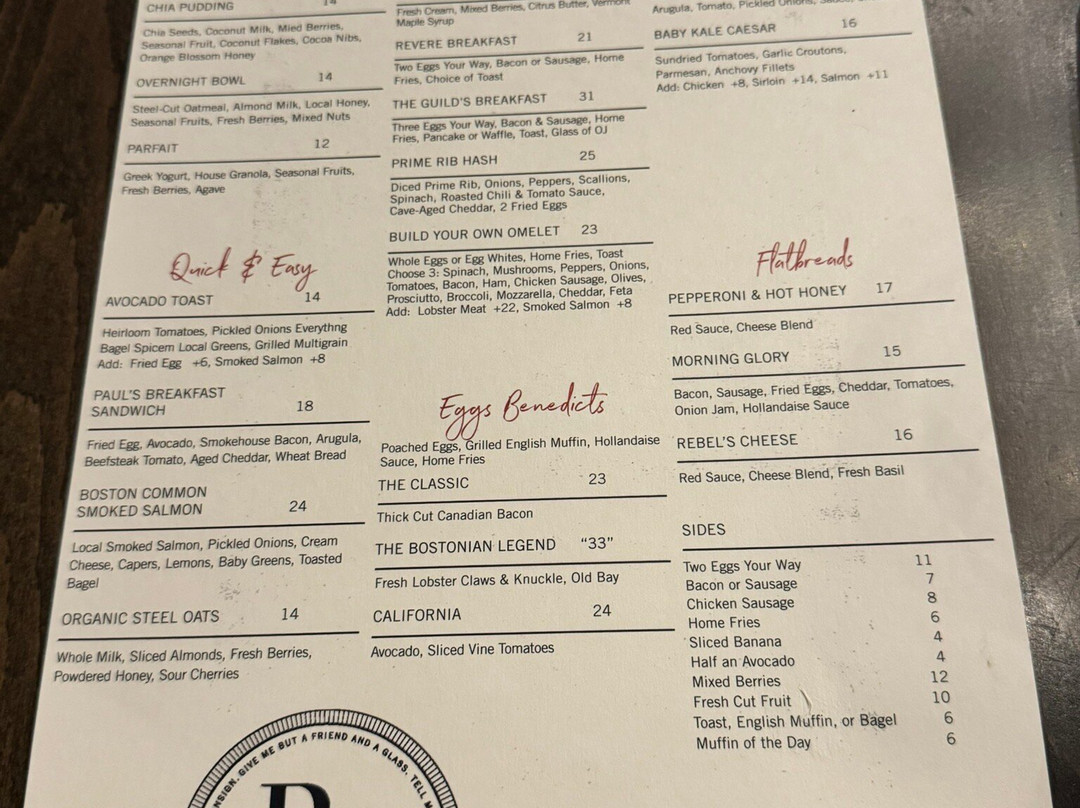 CHIA PUDDING 14
Chia Seeds, Coconut Milk, Mied Berries,
Seasonal Fruit, Coconut Flakes, Cocoa Nibs,
Orange Blossom Honey
OVERNIGHT BOWL 14
Steel-Cut Oatmeal, Almond Milk, Local Honey,
Seasonal Fruits, Fresh Berries, Mixed Nuts
PARFAIT 12
Greek Yogurt, House Granola, Seasonal Fruits,
Fresh Berries, Agave
Quick & Easy
AVOCADO TOAST 14
Heirloom Tomatoes, Pickled Onions Everythng
Bagel Spicem Local Greens, Grilled Multigrain
Add: Fried Egg +6, Smoked Salmon +8
PAUL'S BREAKFAST
SANDWICH 18
Fried Egg, Avocado, Smokehouse Bacon, Arugula,
Beefsteak Tomato, Aged Cheddar, Wheat Bread
BOSTON COMMON
SMOKED SALMON 24
Local Smoked Salmon, Pickled Onions, Cream
Cheese, Capers, Lemons, Baby Greens, Toasted
Bagel
ORGANIC STEEL OATS 14
Whole Milk, Sliced Almonds, Fresh Berries,
Powdered Honey, Sour Cherries
Fresh Cream, Mixed Berries, Citrus Butter, Vermont
Maple Syrup
REVERE BREAKFAST 21
Two Eggs Your Way, Bacon or Sausage, Home
Fries, Choice of Toast
THE GUILD'S BREAKFAST 31
Three Eggs Your Way, Bacon & Sausage, Home
Fries, Pancake or Waffle, Toast, Glass of OJ
PRIME RIB HASH 25
Diced Prime Rib, Onions, Peppers, Scallions,
Spinach, Roasted Chili & Tomato Sauce,
Cave-Aged Cheddar, 2 Fried Eggs
BUILD YOUR OWN OMELET 23
Whole Eggs or Egg Whites, Home Fries, Toast
Choose 3: Spinach, Mushrooms, Peppers, Onions,
Tomatoes, Bacon, Ham, Chicken Sausage, Olives,
Prosciutto, Broccoli, Mozzarella, Cheddar, Feta
Add: Lobster Meat +22, Smoked Salmon +8
Eggs Benedicts
Poached Eggs, Grilled English Muffin, Hollandaise
Sauce, Home Fries
THE CLASSIC 23
Thick Cut Canadian Bacon
THE BOSTONIAN LEGEND "33"
Fresh Lobster Claws & Knuckle, Old Bay
CALIFORNIA 24
Avocado, Sliced Vine Tomatoes
Arugula, Tomato, Pickled Onions,
BABY KALE CAESAR 16
Sundried Tomatoes, Garlic Croutons,
Parmesan, Anchovy Fillets
Add: Chicken +8, Sirloin +14, Salmon +11
Flatbreads
PEPPERONI & HOT HONEY 17
Red Sauce, Cheese Blend
MORNING GLORY 15
Bacon, Sausage, Fried Eggs, Cheddar, Tomatoes,
Onion Jam, Hollandaise Sauce
REBEL'S CHEESE 16
Red Sauce, Cheese Blend, Fresh Basil
SIDES
Two Eggs Your Way 11
Bacon or Sausage 7
Chicken Sausage 8
Home Fries 6
Sliced Banana 4
Half an Avocado 4
Mixed Berries 12
Fresh Cut Fruit 10
Toast, English Muffin, or Bagel 6
Muffin of the Day 6
GIVE ME BUT A FRIEND AND A GLASS, TELL